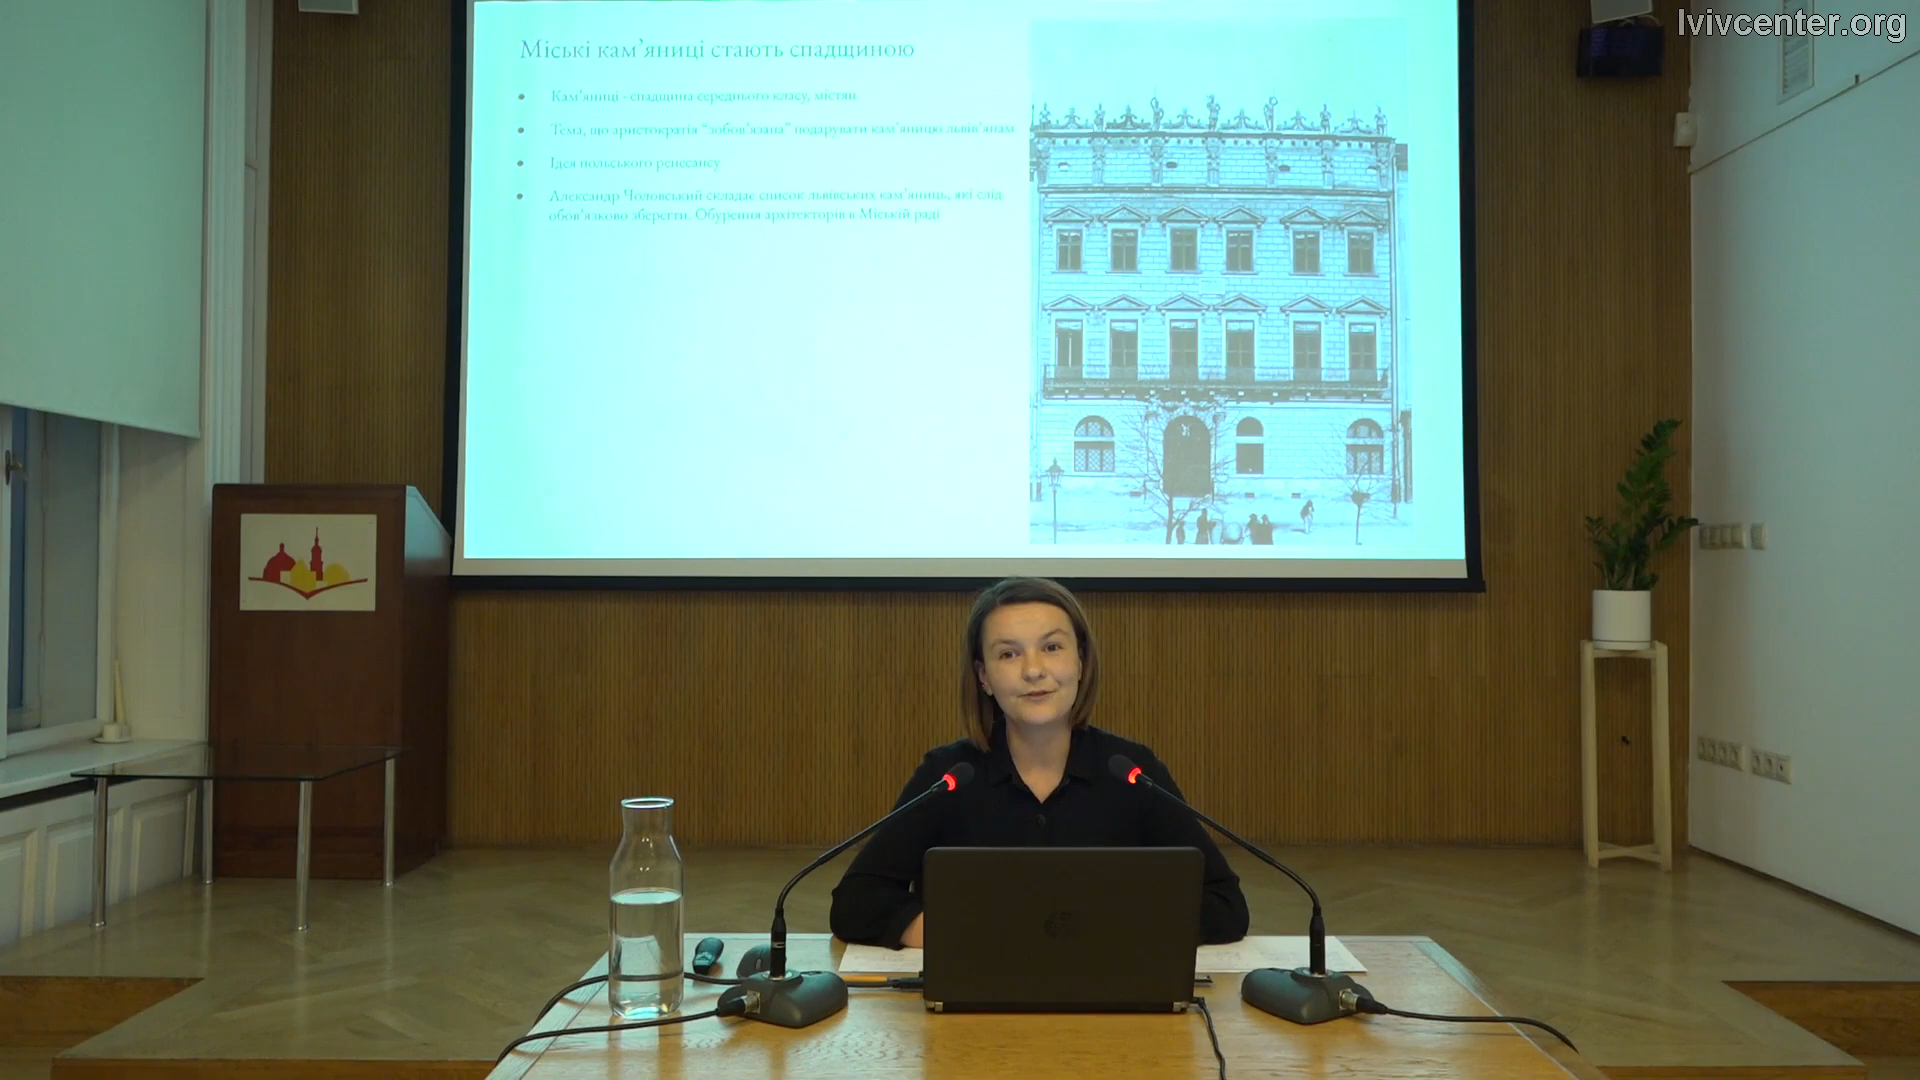 lvivcenter.org
Міські кам’яниці стають спадщиною
Кам’яниці - спадщина середнього класу, містян.
Тема, що аристократія “зобов’язана” подарувати кам’яницю львів’янам
Ідея польського ренесансу
Александр Чоловський складає список львівських кам’яниць, які слід
обов’язково зберегти. Обурення архітекторів в Міській раді